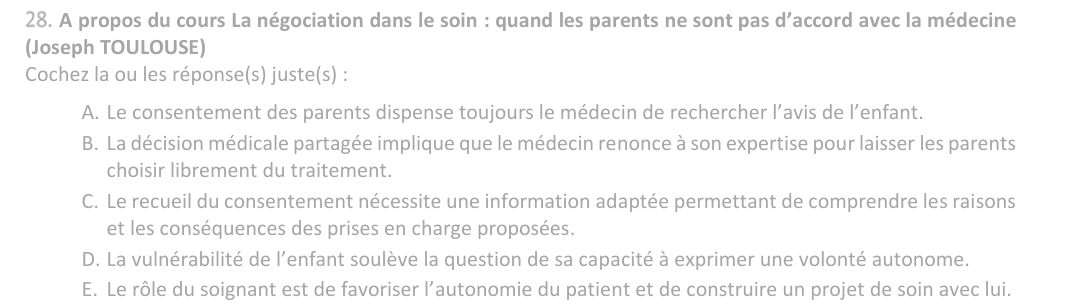 28. A propos du cours La négociation dans le soin : quand les parents ne sont pas d’accord avec la médecine
(Joseph TOULOUSE)
Cochez la ou les réponse(s) juste(s) :
A. Le consentement des parents dispense toujours le médecin de rechercher l’avis de l’enfant.
B. La décision médicale partagée implique que le médecin renonce à son expertise pour laisser les parents
choisir librement du traitement.
C. Le recueil du consentement nécessite une information adaptée permettant de comprendre les raisons
et les conséquences des prises en charge proposées.
D. La vulnérabilité de l’enfant soulève la question de sa capacité à exprimer une volonté autonome.
E. Le rôle du soignant est de favoriser l’autonomie du patient et de construire un projet de soin avec lui.